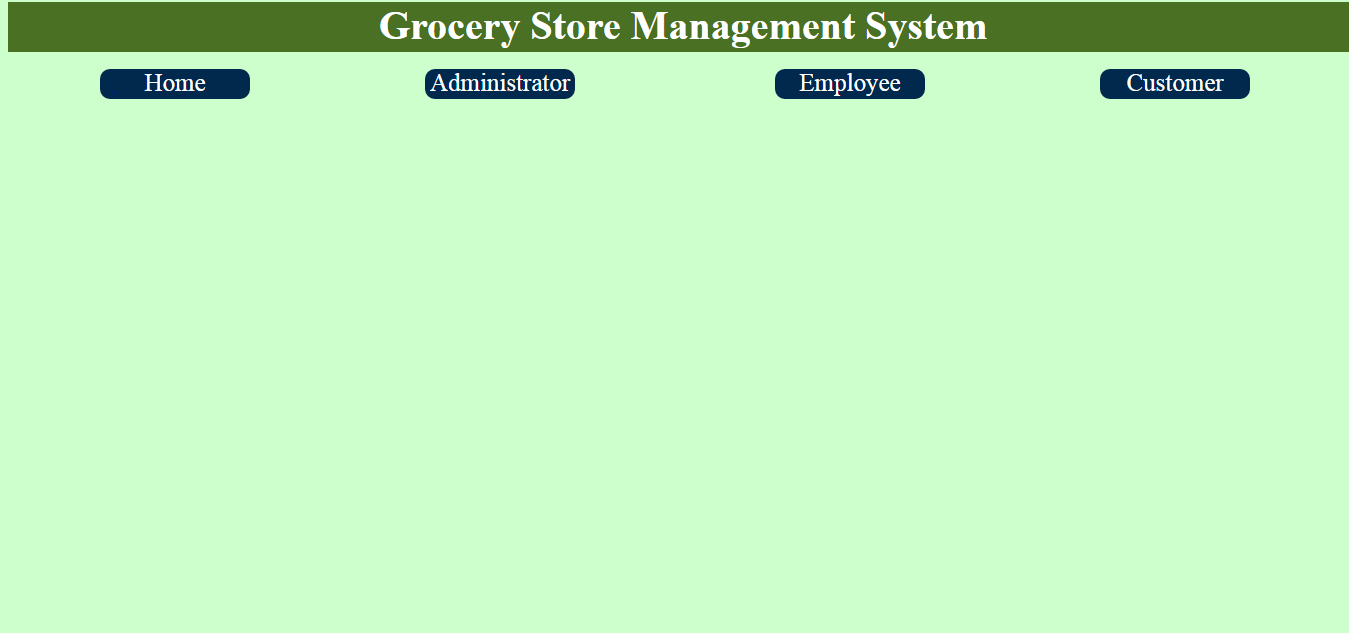 Grocery Store Management System
Home Administrator Employee Customer